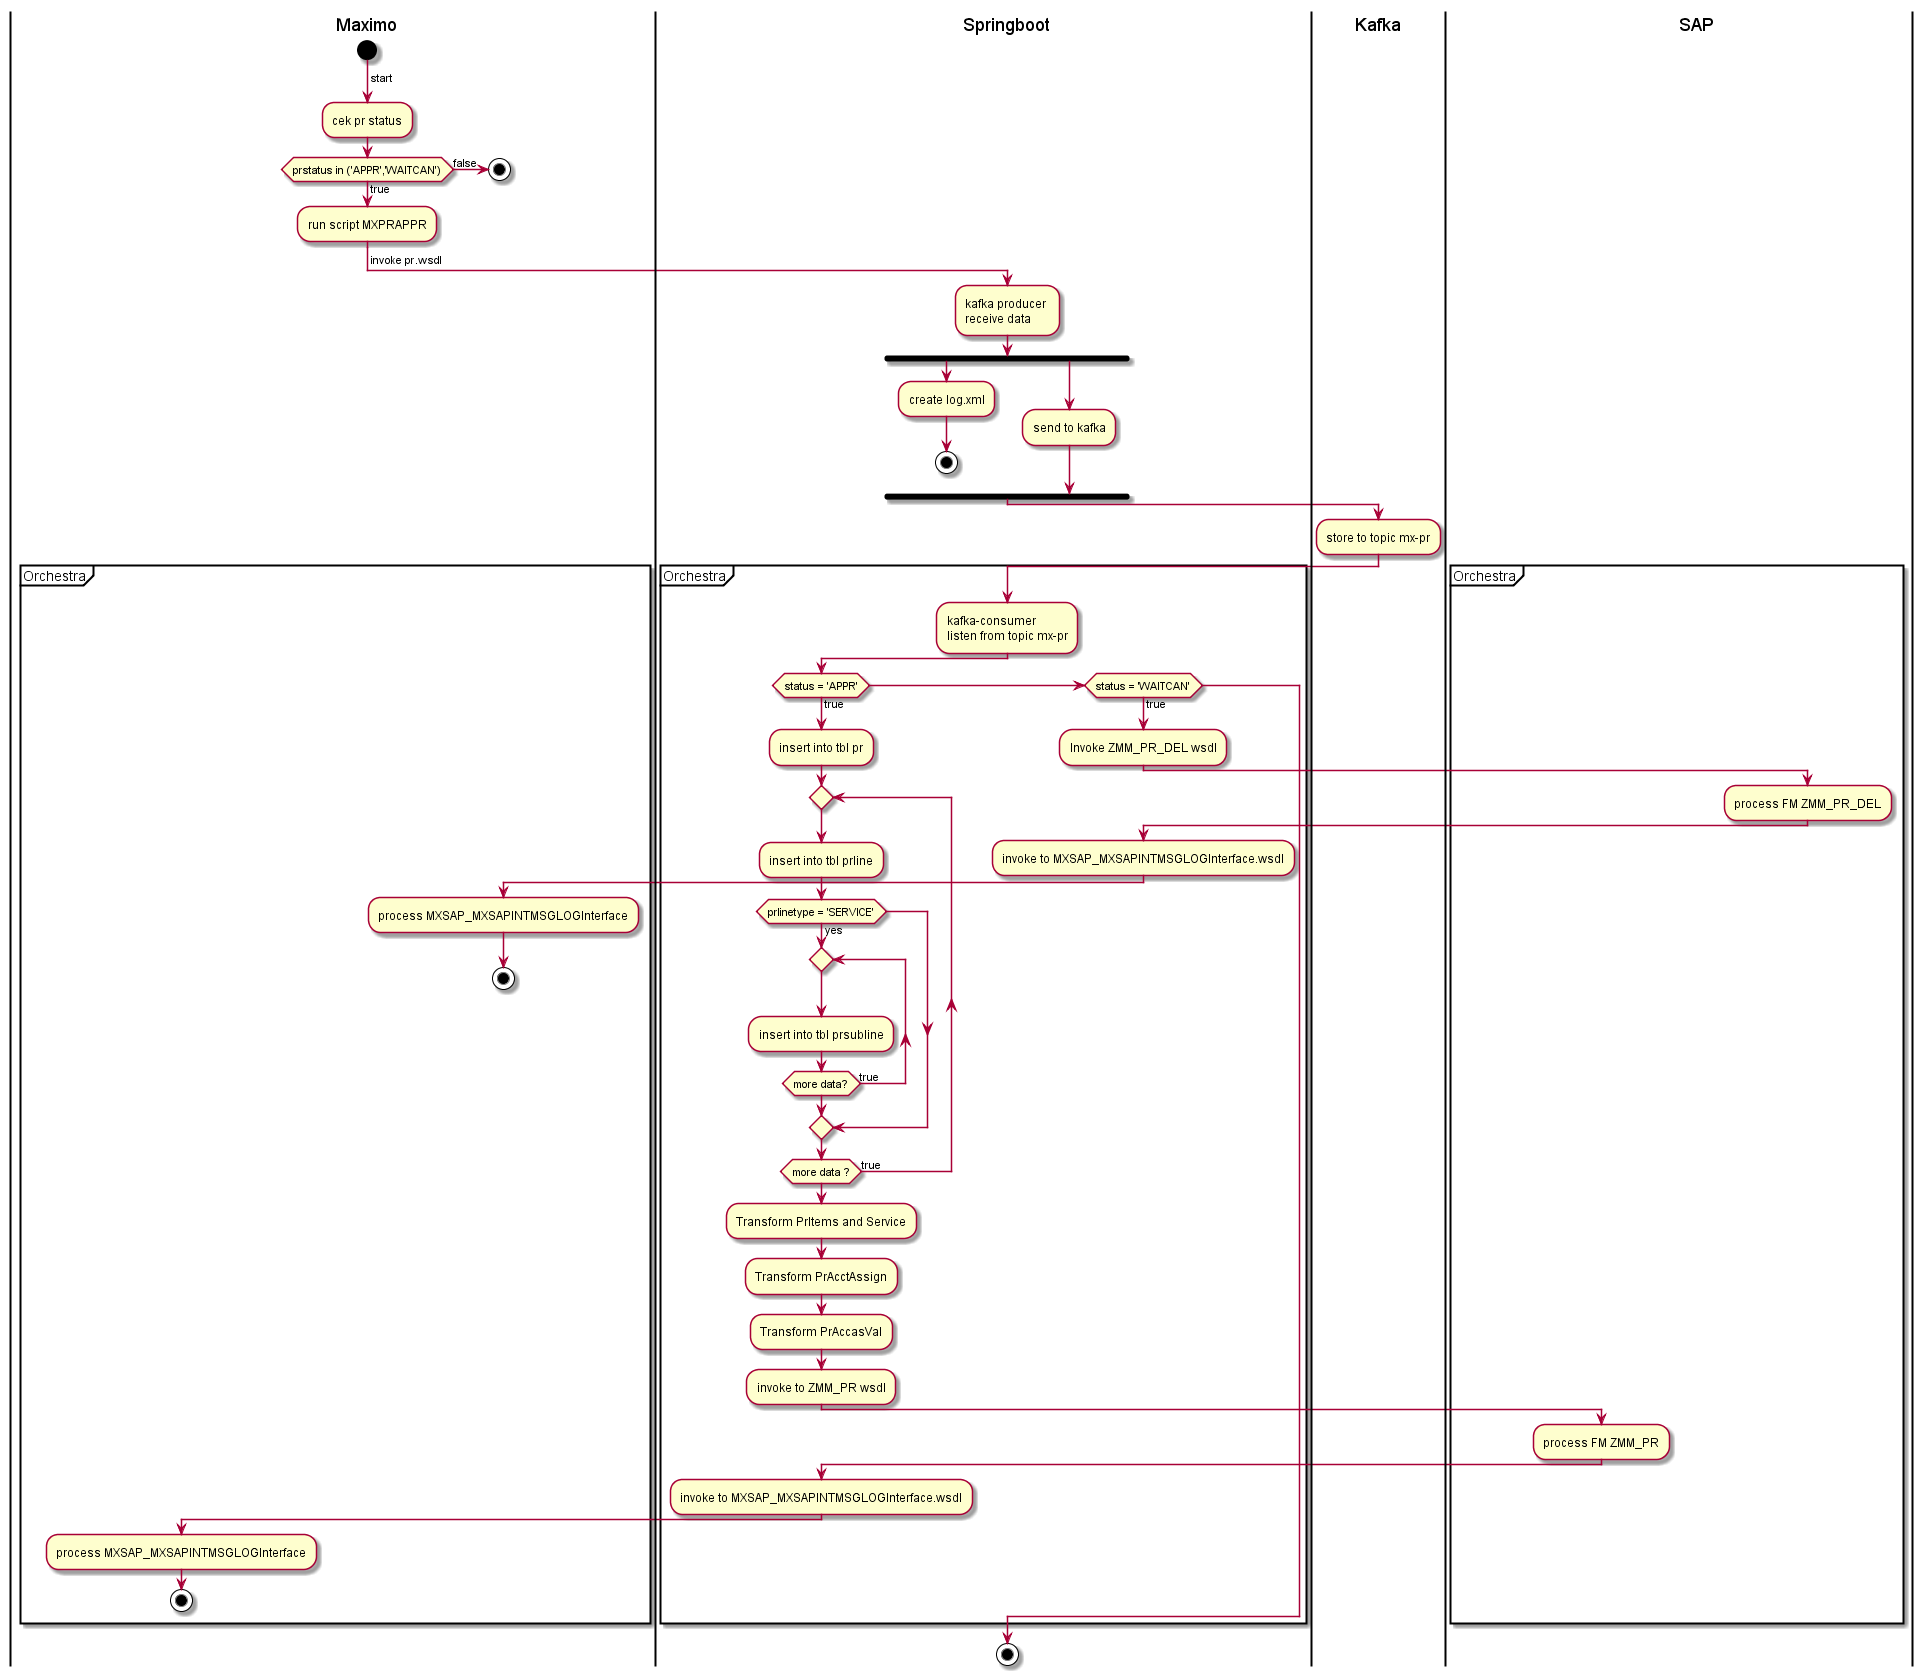 Maximo
Springboot
Kafka
SAP
start
cek pr status
prstatus in ('APPR','WAITCAN')
false
true
run script MXPRAPPR
invoke pr.wsdl
kafka producer
receive data
create log.xml
send to kafka
store to topic mx-pr
Orchestra
Orchestra
Orchestra
kafka-consumer
listen from topic mx-pr
status = 'APPR'
status = 'WAITCAN'
true
true
insert into tbl pr
Invoke ZMM_PR_DEL wsdl
process FM ZMM_PR_DEL
insert into tbl prline
invoke to MXSAP_MXSAPINTMSGLOGInterface.wsdl
process MXSAP_MXSAPINTMSGLOGInterface
prlinetype = 'SERVICE'
yes
insert into tbl prsubline
more data?
true
more data ?
true
Transform PrItems and Service
Transform PrAcctAssign
Transform PrAccasVal
invoke to ZMM_PR wsdl
process FM ZMM_PR
invoke to MXSAP_MXSAPINTMSGLOGInterface.wsdl
process MXSAP_MXSAPINTMSGLOGInterface